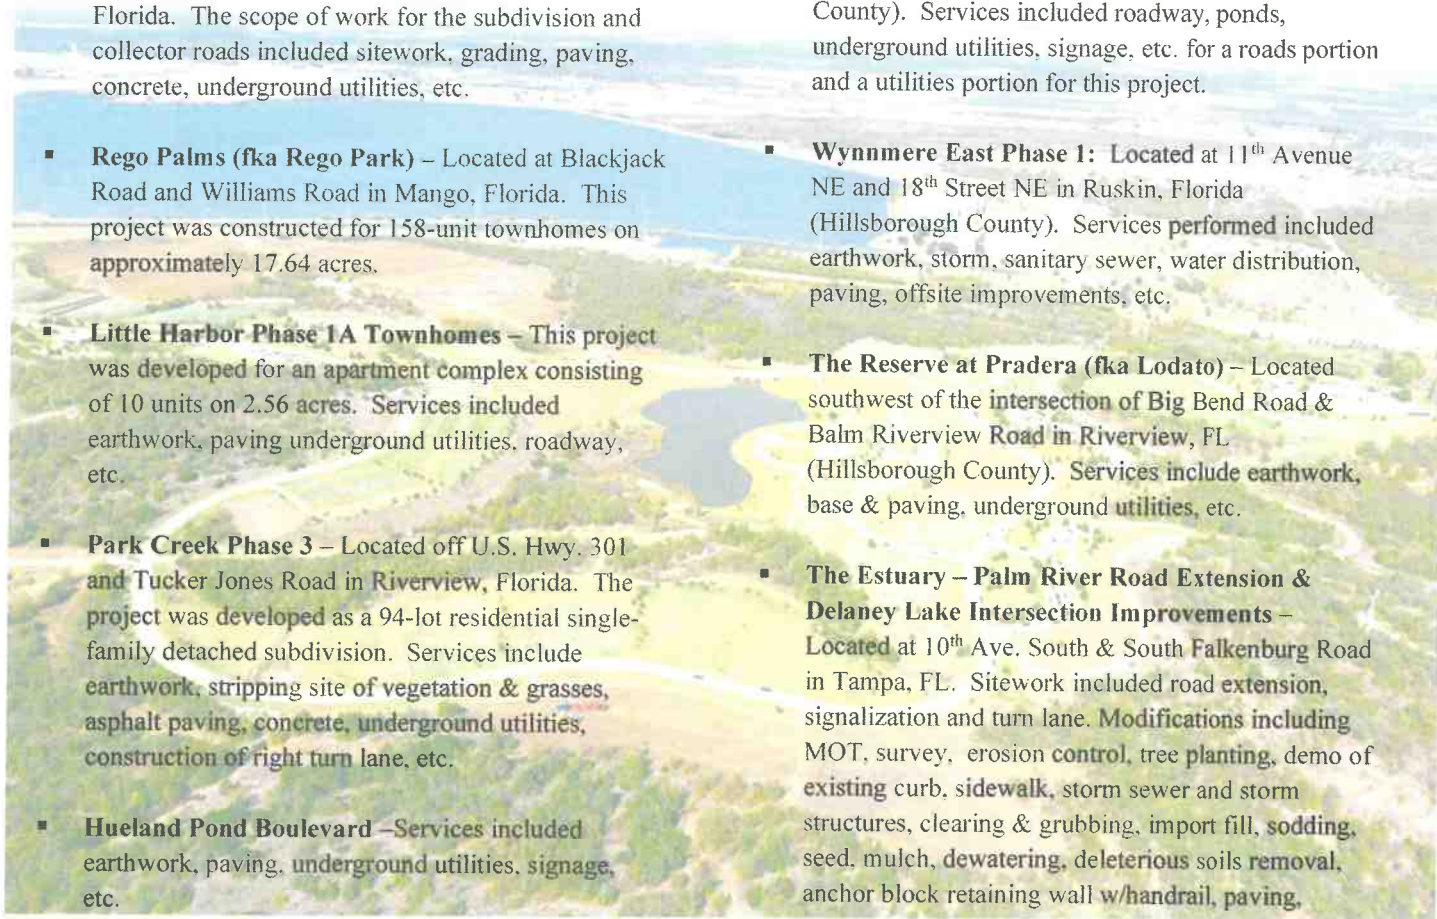 Florida. The scope of work for the subdivision and
collector roads included sitework, grading, paving,
concrete, underground utilities, etc.
▪ Rego Palms (fka Rego Park) – Located at Blackjack
Road and Williams Road in Mango, Florida. This
project was constructed for 158-unit townhomes on
approximately 17.64 acres.
▪ Little Harbor Phase 1A Townhomes – This project
was developed for an apartment complex consisting
of 10 units on 2.56 acres. Services included
earthwork, paving underground utilities, roadway,
etc.
▪ Park Creek Phase 3 – Located off U.S. Hwy. 301
and Tucker Jones Road in Riverview, Florida. The
project was developed as a 94-lot residential single-
family detached subdivision. Services include
earthwork, stripping site of vegetation & grasses,
asphalt paving, concrete, underground utilities,
construction of right turn lane, etc.
▪ Hueland Pond Boulevard –Services included
earthwork, paving, underground utilities, signage,
etc.
County). Services included roadway, ponds,
underground utilities, signage, etc. for a roads portion
and a utilities portion for this project.
▪ Wynnmere East Phase 1: Located at 11th Avenue
NE and 18th Street NE in Ruskin, Florida
(Hillsborough County). Services performed included
earthwork, storm, sanitary sewer, water distribution,
paving, offsite improvements, etc.
▪ The Reserve at Pradera (fka Lodato) – Located
southwest of the intersection of Big Bend Road &
Balm Riverview Road in Riverview, FL
(Hillsborough County). Services include earthwork,
base & paving, underground utilities, etc.
▪ The Estuary – Palm River Road Extension &
Delaney Lake Intersection Improvements –
Located at 10th Ave. South & South Falkenburg Road
in Tampa, FL. Sitework included road extension,
signalization and turn lane. Modifications including
MOT, survey, erosion control, tree planting, demo of
existing curb, sidewalk, storm sewer and storm
structures, clearing & grubbing, import fill, sodding,
seed, mulch, dewatering, deleterious soils removal,
anchor block retaining wall w/handrail, paving,